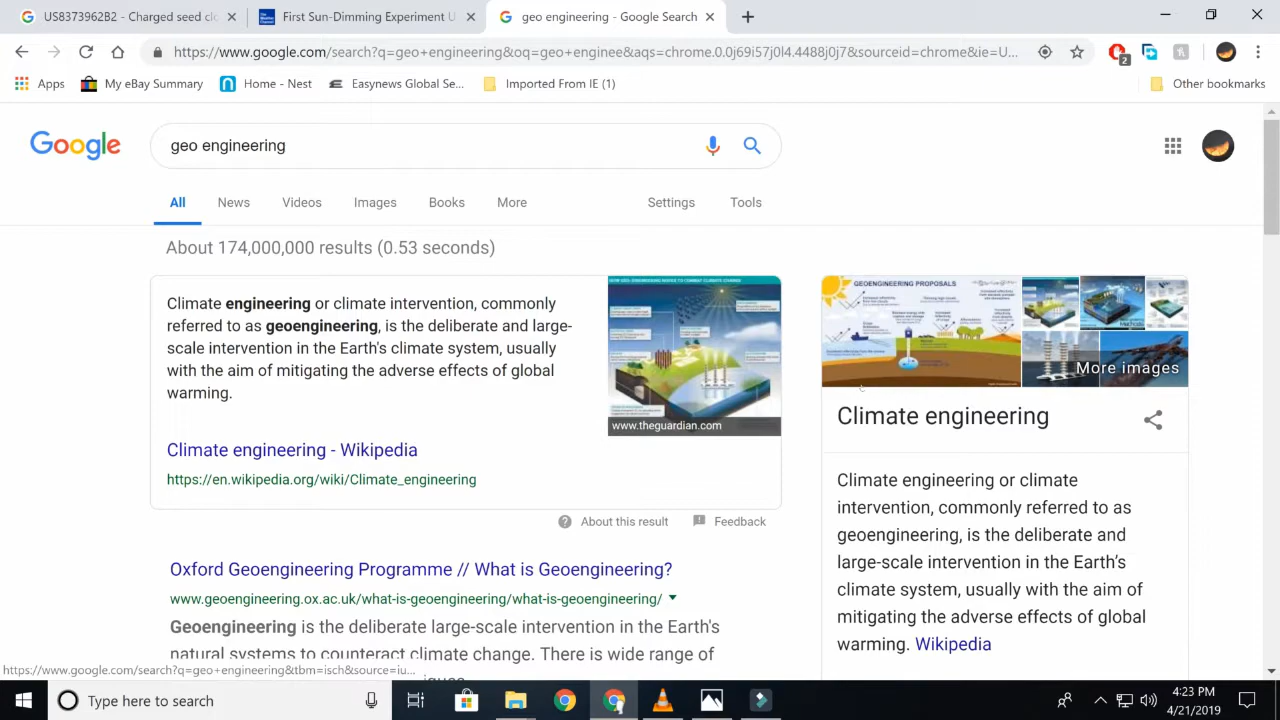 US8373962B2 - Charged seed clo
First Sun-Dimming Experiment U
geo engineering - Google Search
https://www.google.com/search?q=geo+engineering&oq=geo+enginee&aqs=chrome.0.0j69i57j0l4.4488j0j7&sourceid=chrome&ie=U...
2
Apps
My eBay Summary
Home - Nest
Easynews Global Se...
Imported From IE (1)
Other bookmarks
Google
geo engineering
All
News
Videos
Images
Books
More
Settings
Tools
About 174,000,000 results (0.53 seconds)
Climate engineering or climate intervention, commonly
referred to as geoengineering, is the deliberate and large-
scale intervention in the Earth's climate system, usually
with the aim of mitigating the adverse effects of global
warming.
www.theguardian.com
Climate engineering - Wikipedia
https://en.wikipedia.org/wiki/Climate_engineering
About this result
Feedback
Oxford Geoengineering Programme // What is Geoengineering?
www.geoengineering.ox.ac.uk/what-is-geoengineering/what-is-geoengineering/
Geoengineering is the deliberate large-scale intervention in the Earth's
natural systems to counteract climate change. There is wide range of
GEOENGINEERING PROPOSALS
More images
Climate engineering
Climate engineering or climate
intervention, commonly referred to as
geoengineering, is the deliberate and
large-scale intervention in the Earth's
climate system, usually with the aim of
mitigating the adverse effects of global
warming. Wikipedia
https://www.google.com/search?q=geo+engineering&tbm=isch&source=iu...
Type here to search
4:23 PM
4/21/2019